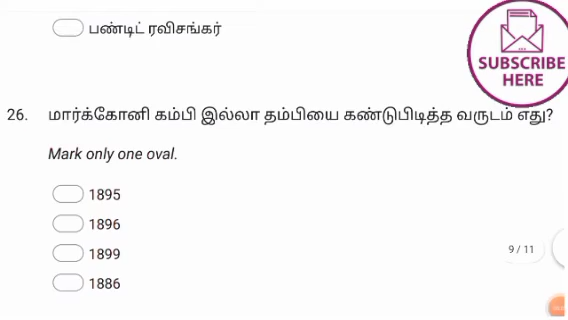 பண்டிட் ரவிசங்கர்
SUBSCRIBE
HERE
26. மார்க்கோனி கம்பி இல்லா தம்பியை கண்டுபிடித்த வருடம் எது?
Mark only one oval.
1895
1896
1899
9 / 11
1886